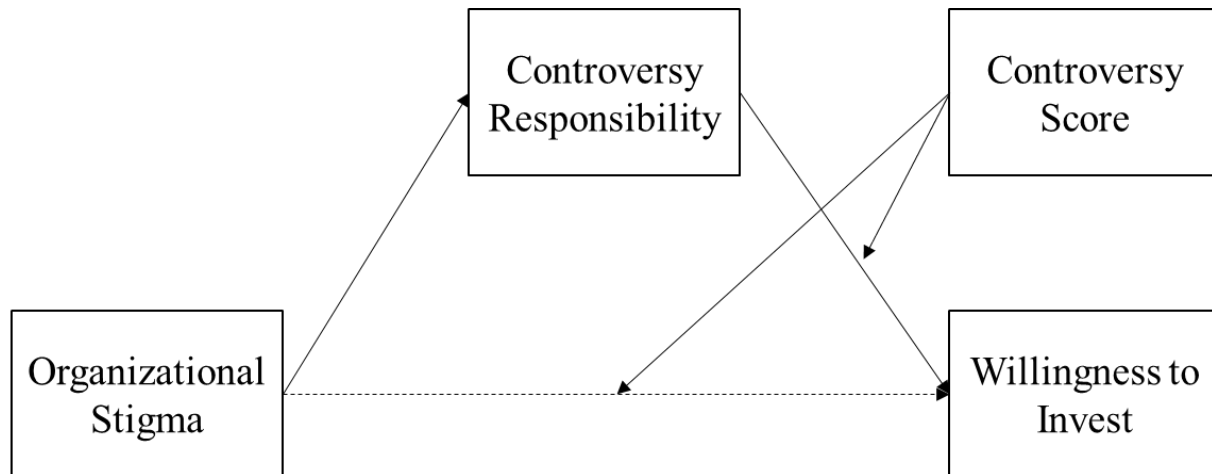 Controversy
Responsibility
Controversy
Score
Organizational
Stigma
Willingness to
Invest